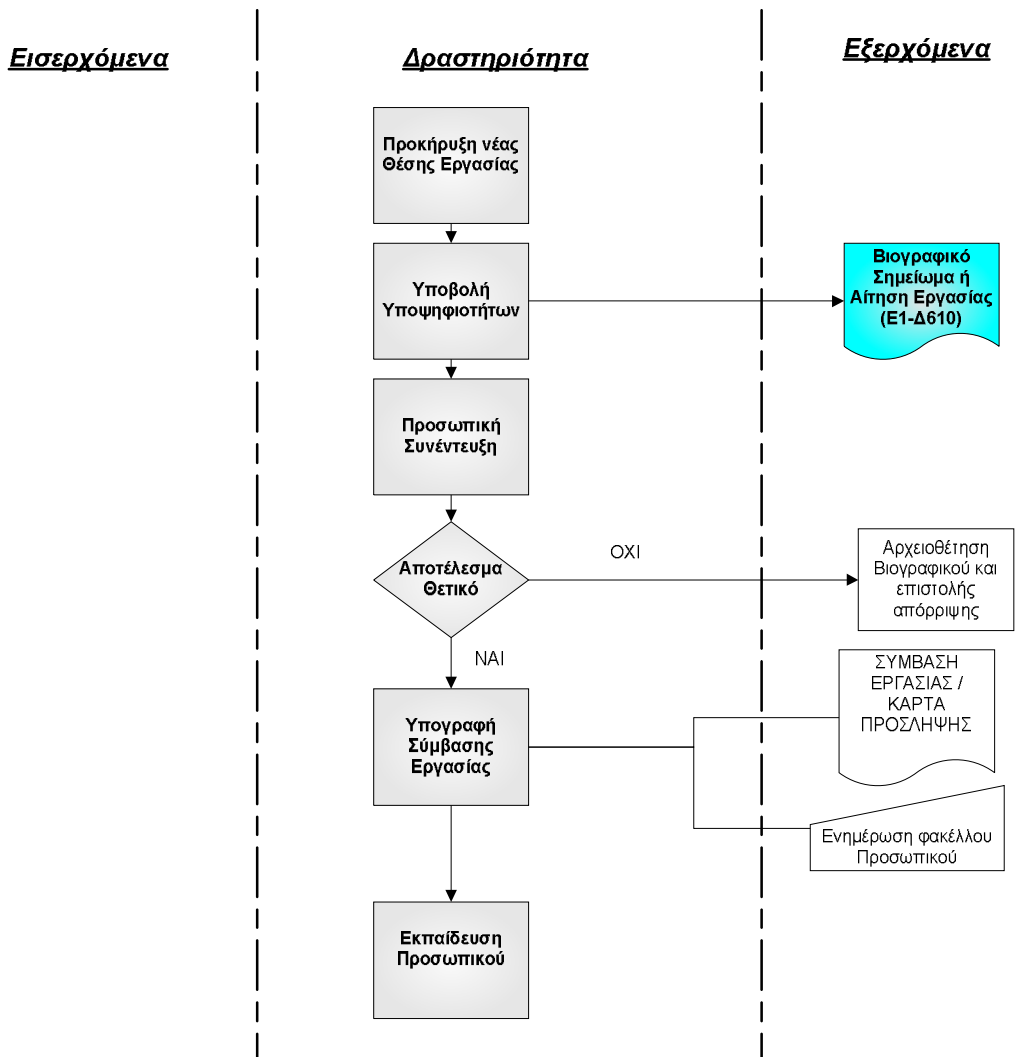 Εισερχόμενα
Δραστηριότητα
Εξερχόμενα
Προκήρυξη νέας
Θέσης Εργασίας
Υποβολή
Υποψηφιοτήτων
Βιογραφικό
Σημείωμα ή
Αίτηση Εργασίας
(Ε1-Δ610)
Προσωπική
Συνέντευξη
Αποτέλεσμα
Θετικό
ΟΧΙ
Αρχειοθέτηση
Βιογραφικού και
επιστολής
απόρριψης
ΝΑΙ
Υπογραφή
Σύμβασης
Εργασίας
ΣΥΜΒΑΣΗ
ΕΡΓΑΣΙΑΣ /
ΚΑΡΤΑ
ΠΡΟΣΛΗΨΗΣ
Ενημέρωση φακέλλου
Προσωπικού
Εκπαίδευση
Προσωπικού